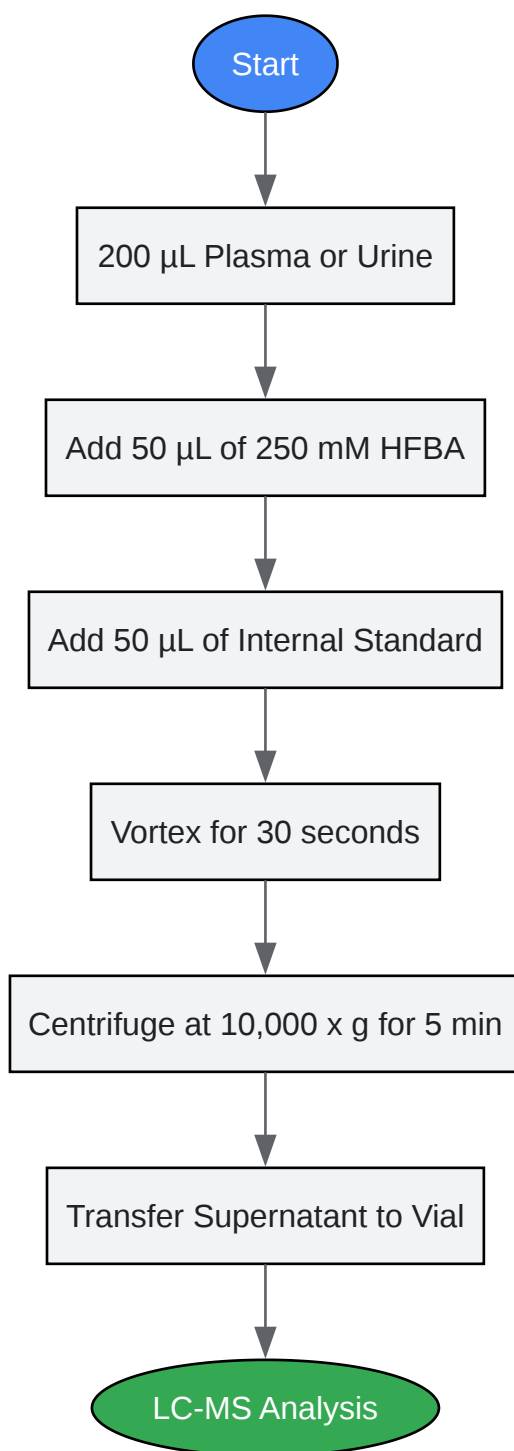 Start
200 µL Plasma or Urine
Add 50 µL of 250 mM HFBA
Add 50 µL of Internal Standard
Vortex for 30 seconds
Centrifuge at 10,000 x g for 5 min
Transfer Supernatant to Vial
LC-MS Analysis